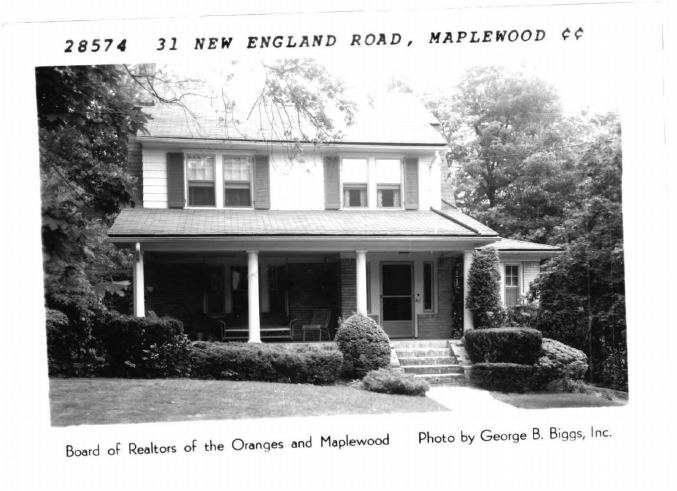 28574 31 NEW ENGLAND ROAD, MAPLEWOOD ¢¢
Board of Realtors of the Oranges and Maplewood Photo by George B. Biggs, Inc.